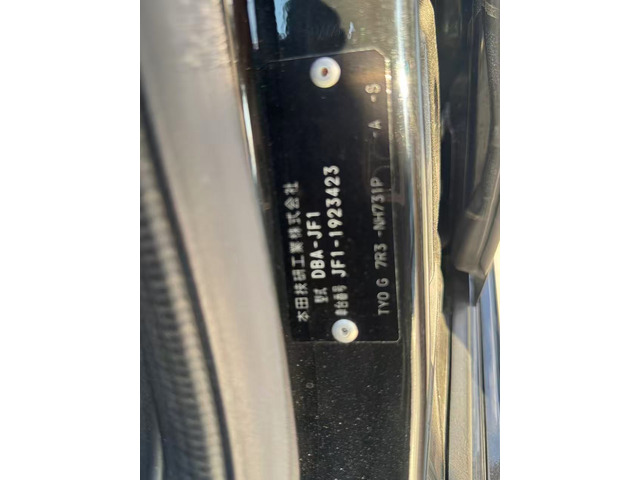 本田技研工業株式会社
型式 DBA-JF1
車台番号 JF1-1923423
TY0 G 7R3 -NH731P -A -S